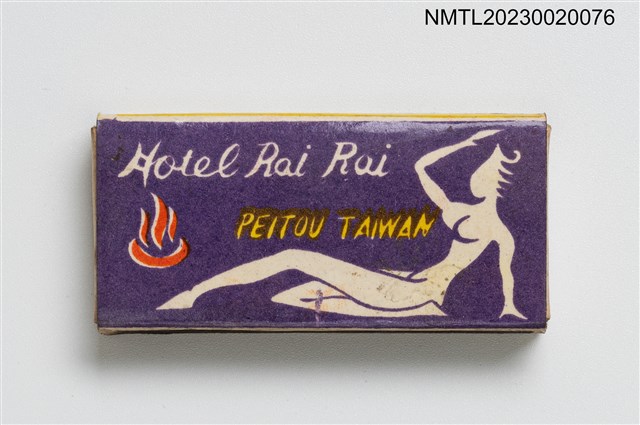 NMTL20230020076
Hotel Rai Rai
PEITOU TAIWAN